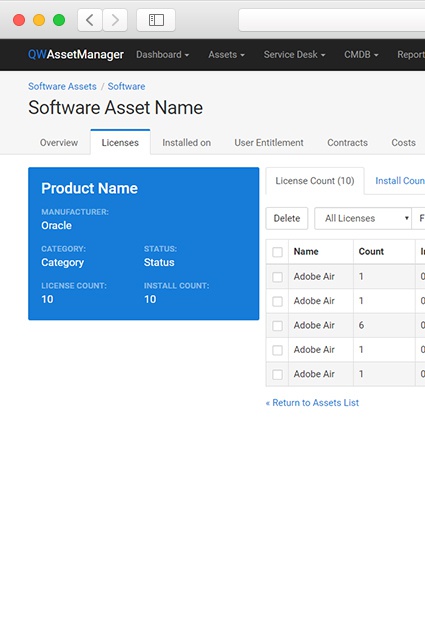 QWAssetManager Dashboard Assets Service Desk CMDB Report
Software Assets / Software
Software Asset Name
Overview Licenses Installed on User Entitlement Contracts Costs
Product Name
MANUFACTURER:
Oracle
CATEGORY: STATUS:
Category Status
LICENSE COUNT: INSTALL COUNT:
10 10
License Count (10) Install Coun
Delete All Licenses F
Name Count I
Adobe Air 1 0
Adobe Air 1 0
Adobe Air 6 0
Adobe Air 1 0
Adobe Air 1 0
« Return to Assets List